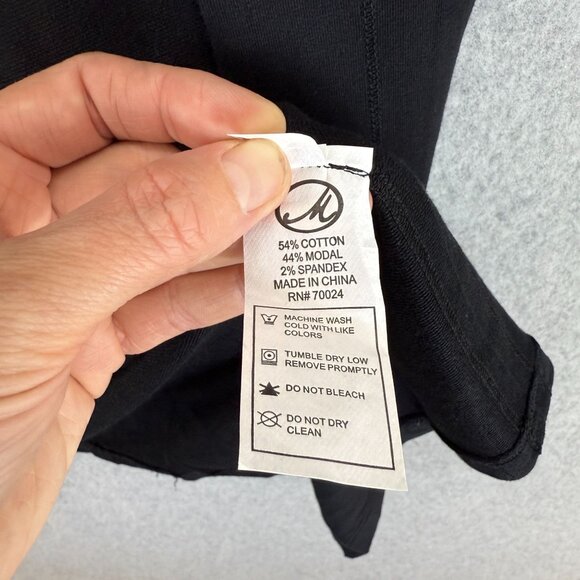 M
54% COTTON
44% MODAL
2% SPANDEX
MADE IN CHINA
RN# 70024
MACHINE WASH
COLD WITH LIKE
COLORS
TUMBLE DRY LOW
REMOVE PROMPTLY
DO NOT BLEACH
DO NOT DRY
CLEAN